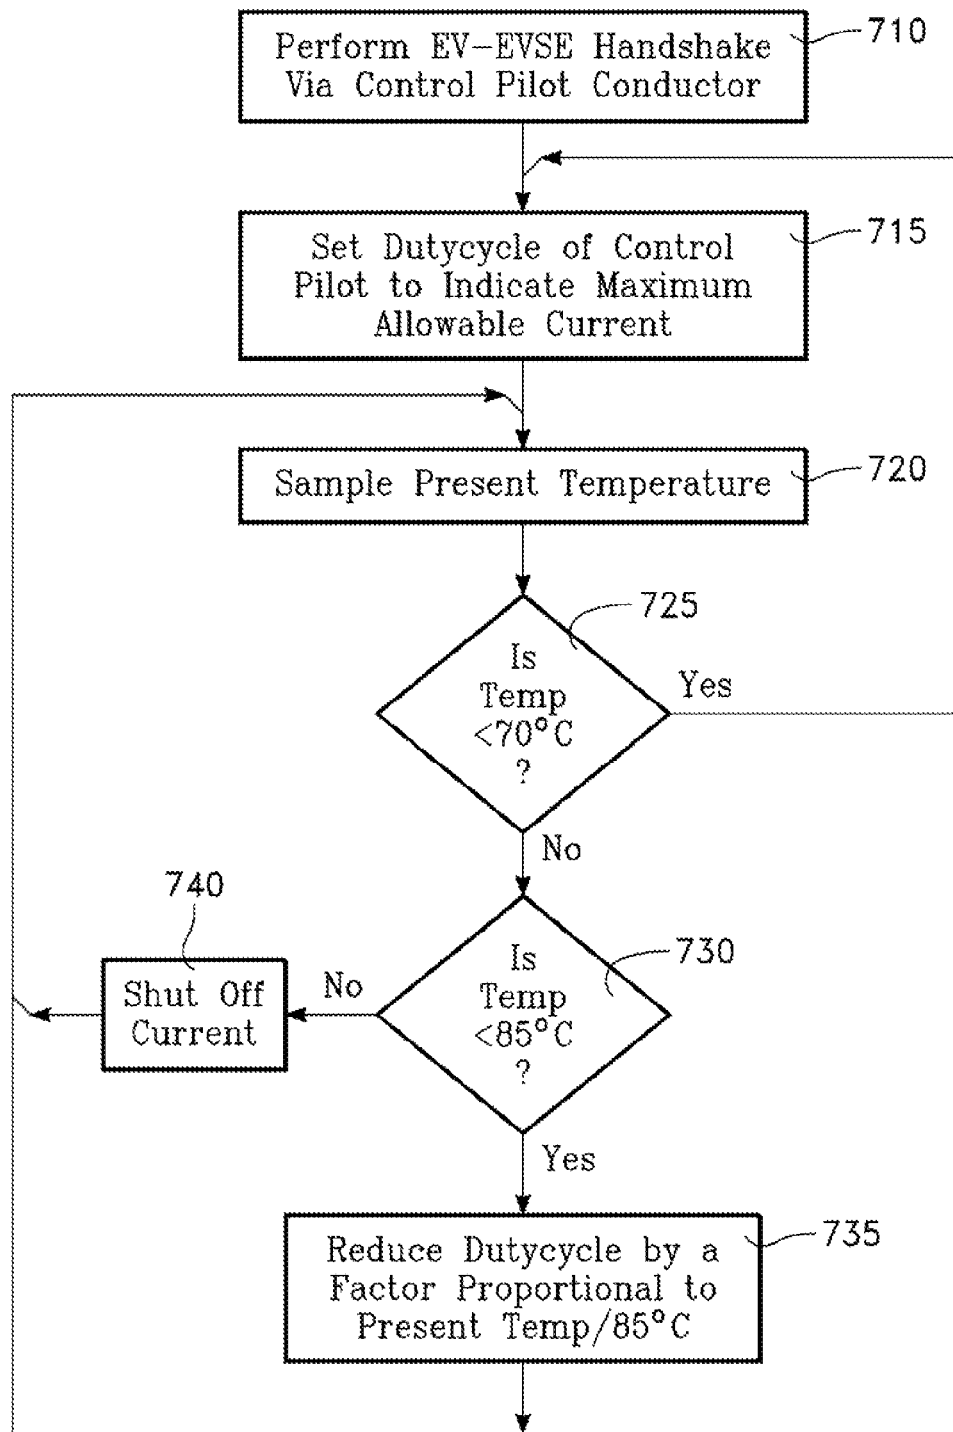 Perform EV-EVSE Handshake
Via Control Pilot Conductor
710
Set Dutycycle of Control
Pilot to Indicate Maximum
Allowable Current
715
Sample Present Temperature
720
725
Is
Temp
<70°C
?
Yes
No
740
Shut Off
Current
No
730
Is
Temp
<85°C
?
Yes
Reduce Dutycycle by a
Factor Proportional to
Present Temp/85°C
735